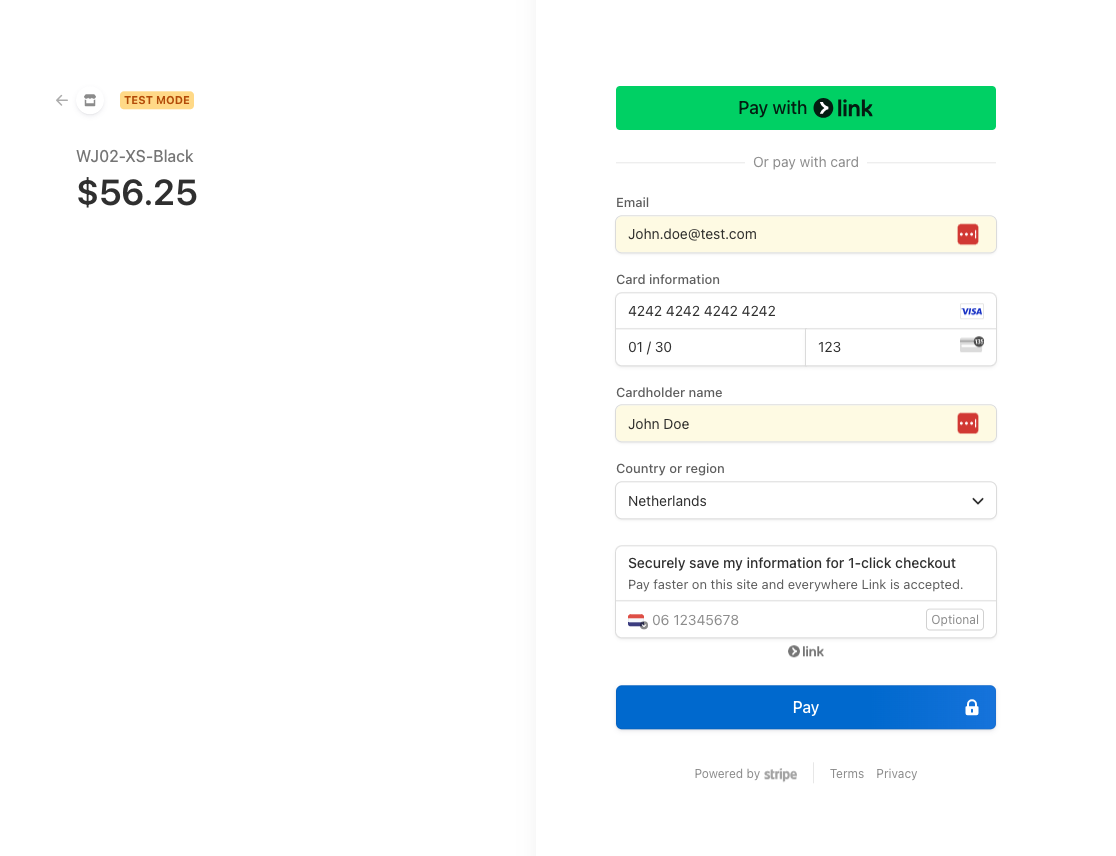 TEST MODE
WJ02-XS-Black
$56.25
Pay with link
Or pay with card
Email
John.doe@test.com
Card information
4242 4242 4242 4242 VISA
01 / 30 123
Cardholder name
John Doe
Country or region
Netherlands
Securely save my information for 1-click checkout
Pay faster on this site and everywhere Link is accepted.
06 12345678 Optional
link
Pay
Powered by stripe Terms Privacy